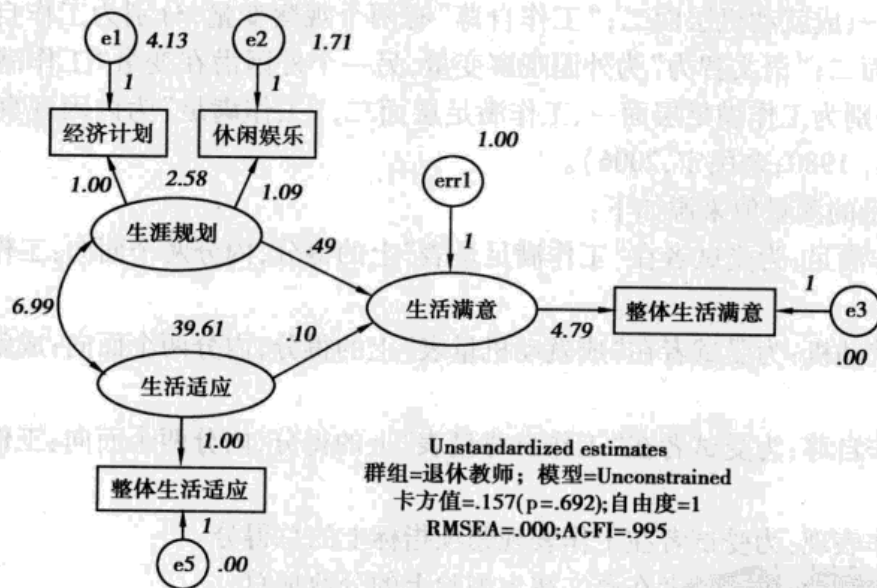 e1
4.13
e2
1.71
1
1
经济计划
休闲娱乐
1.00
2.58
1.09
1.00
err1
生涯规划
1
.49
6.99
39.61
生活满意
4.79
整体生活满意
1
e3
.00
.10
生活适应
1.00
整体生活适应
1
e5
.00
Unstandardized estimates
群组=退休教师；模型=Unconstrained
卡方值=.157(p=.692);自由度=1
RMSEA=.000;AGFI=.995